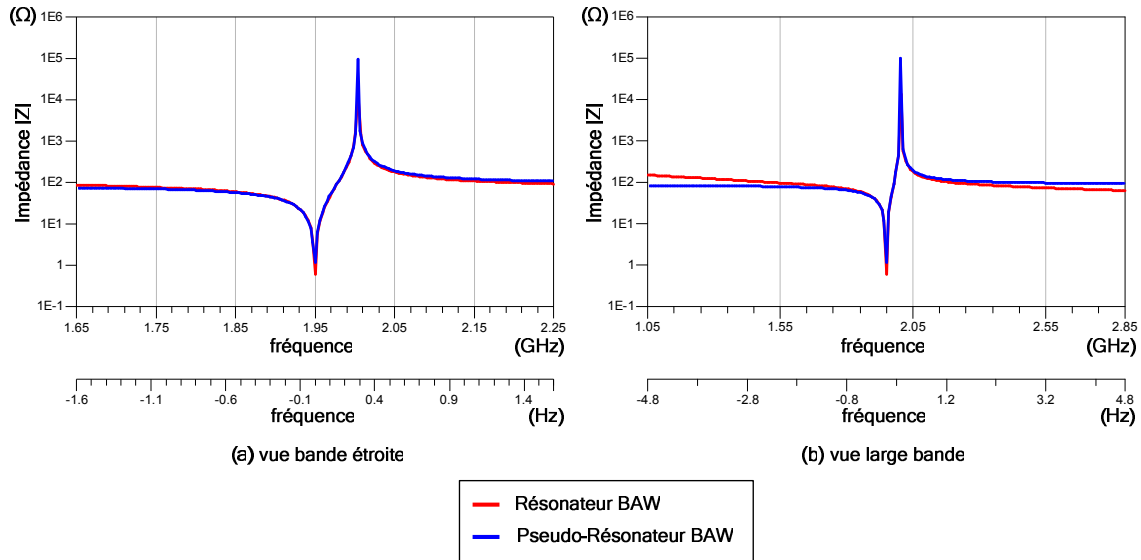 (Ω)
1E6
1E5
1E4
1E3
1E2
1E1
1
1E-1
Impédance |Z|
1.65 1.75 1.85 1.95 2.05 2.15 2.25
fréquence (GHz)
-1.6 -1.1 -0.6 -0.1 0.4 0.9 1.4
fréquence (Hz)
(a) vue bande étroite
(Ω)
1E6
1E5
1E4
1E3
1E2
1E1
1
1E-1
Impédance |Z|
1.05 1.55 2.05 2.55 2.85
fréquence (GHz)
-4.8 -2.8 -0.8 1.2 3.2 4.8
fréquence (Hz)
(b) vue large bande
Résonateur BAW
Pseudo-Résonateur BAW